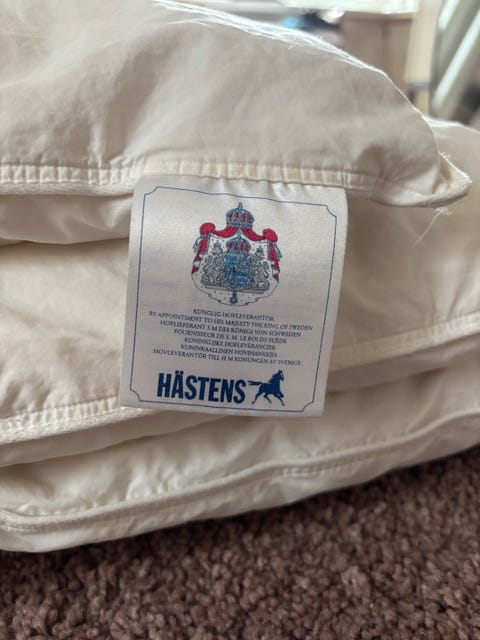 KUNGLIG HOVLEVERANTÖR
BY APPOINTMENT TO HIS MAJESTY THE KING OF SWEDEN
HOFLIEFERANT S M DES KÖNIGS VON SCHWEDEN
FOURNISSEUR DE S. M. LE ROI DE SUÈDE
KONINKLIJKE HOFLEVERANCIER
KUNINKAALLINEN HOVIHANKKIJA
HOVLEVERANTÖR TILL H M KONUNGEN AV SVERIGE
HÄSTENS